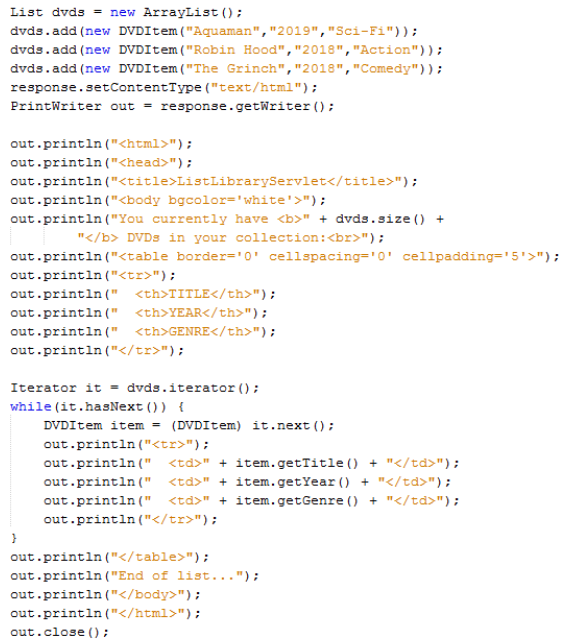 List dvds = new ArrayList();
dvds.add(new DVDItem("Aquaman","2019","Sci-Fi"));
dvds.add(new DVDItem("Robin Hood","2018","Action"));
dvds.add(new DVDItem("The Grinch","2018","Comedy"));
response.setContentType("text/html");
PrintWriter out = response.getWriter();

out.println("<html>");
out.println("<head>");
out.println("<title>ListLibraryServlet</title>");
out.println("<body bgcolor='white'>");
out.println("You currently have <b>" + dvds.size() +
        "</b> DVDs in your collection:<br>");
out.println("<table border='0' cellspacing='0' cellpadding='5'>");
out.println("<tr>");
out.println("  <th>TITLE</th>");
out.println("  <th>YEAR</th>");
out.println("  <th>GENRE</th>");
out.println("</tr>");

Iterator it = dvds.iterator();
while(it.hasNext()) {
    DVDItem item = (DVDItem) it.next();
    out.println("<tr>");
    out.println("  <td>" + item.getTitle() + "</td>");
    out.println("  <td>" + item.getYear() + "</td>");
    out.println("  <td>" + item.getGenre() + "</td>");
    out.println("</tr>");
}
out.println("</table>");
out.println("End of list...");
out.println("</body>");
out.println("</html>");
out.close();